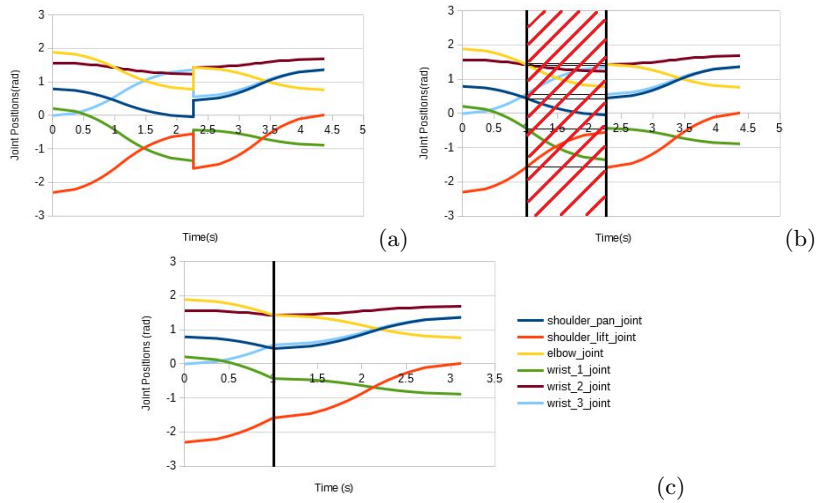 3
2
1
0
-1
-2
-3
0 0.5 1 1.5 2 2.5 3 3.5 4 4.5 5
Joint Positions(rad)
Time(s)
(a)
3
2
1
0
-1
-2
-3
0 0.5 1 1.5 2 2.5 3 3.5 4 4.5 5
Joint Positions(rad)
Time(s)
(b)
3
2
1
0
-1
-2
-3
0 0.5 1 1.5 2 2.5 3 3.5
Joint Positions (rad)
Time (s)
shoulder_pan_joint
shoulder_lift_joint
elbow_joint
wrist_1_joint
wrist_2_joint
wrist_3_joint
(c)